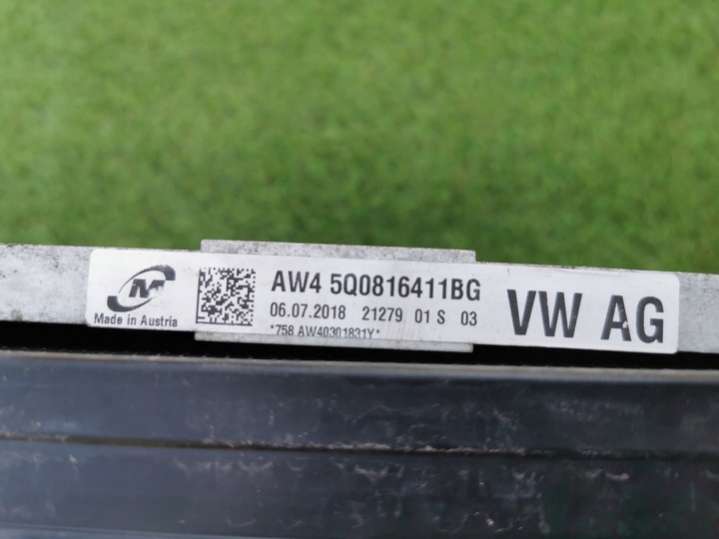 M
Made in Austria
AW4 5Q0816411BG
06.07.2018 21279 01 S 03
*758 AW40301831Y*
VW AG